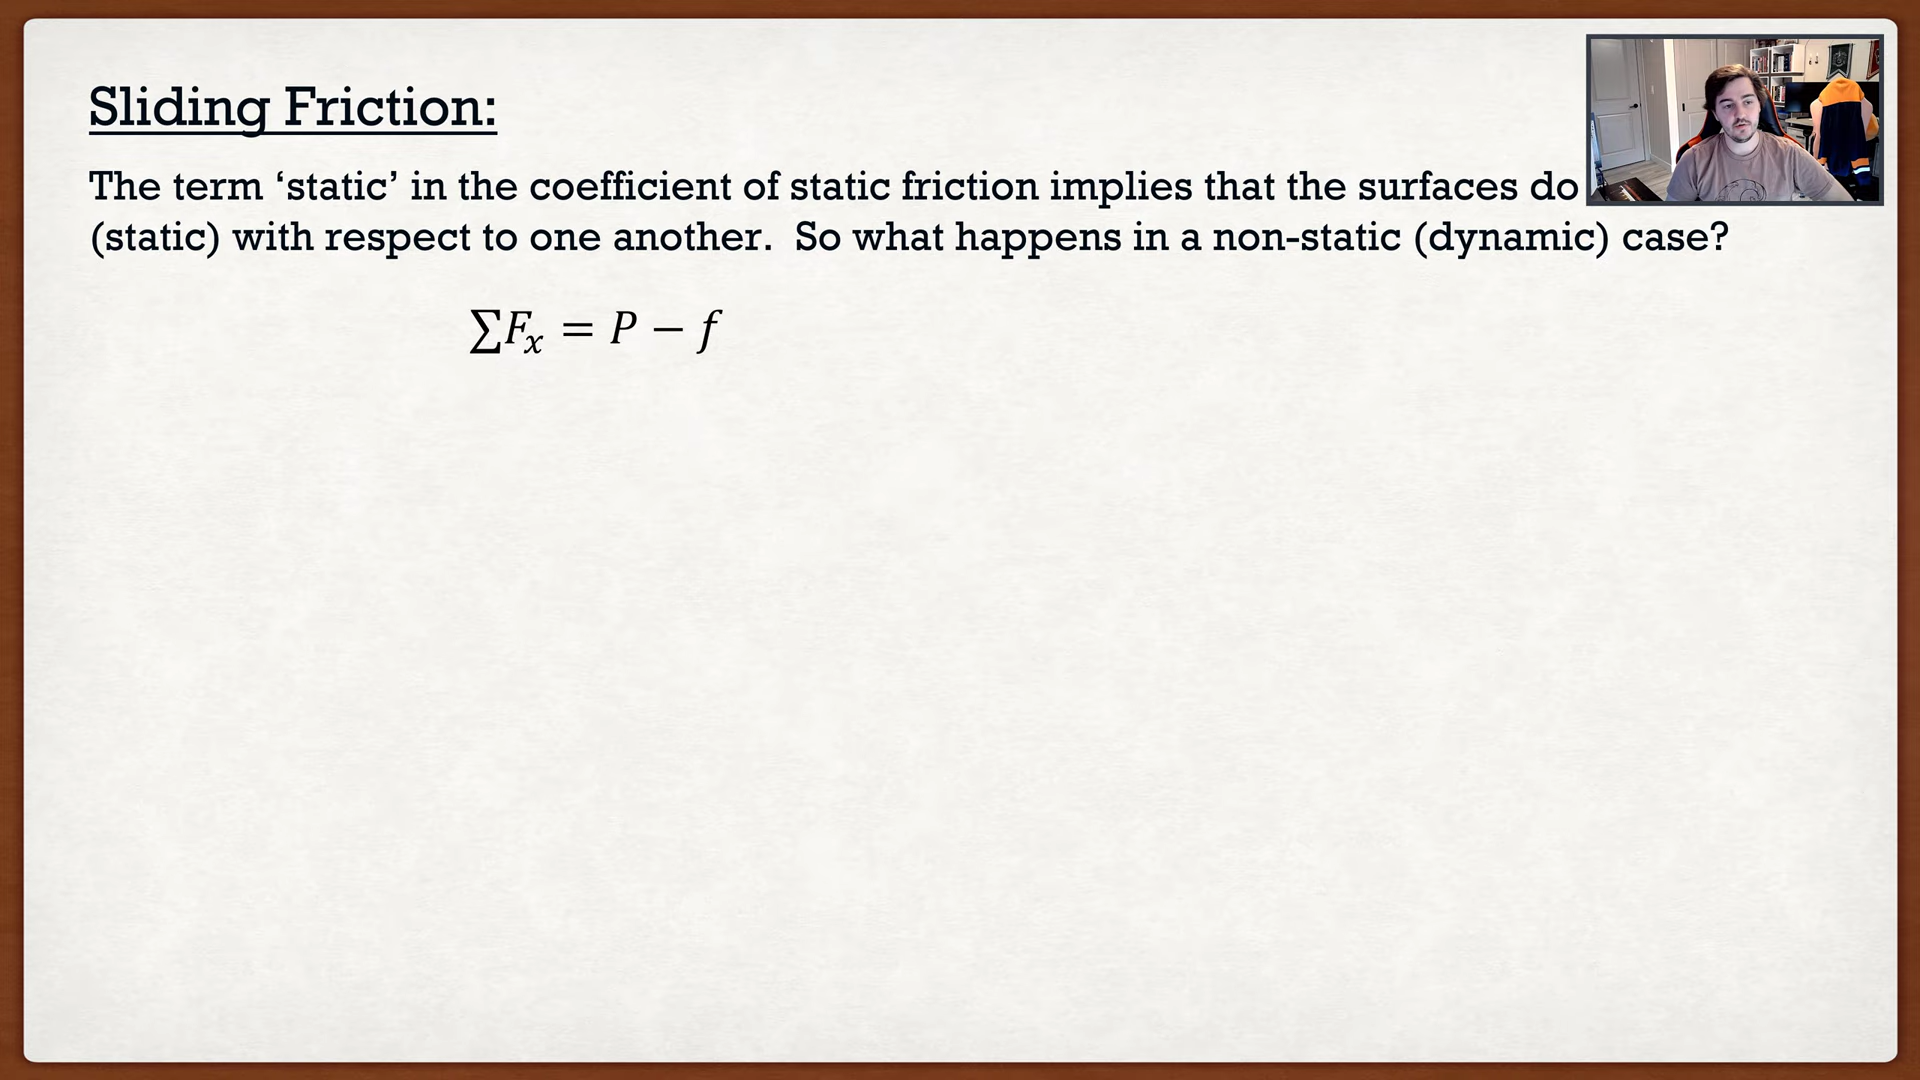 Sliding Friction:
The term ‘static’ in the coefficient of static friction implies that the surfaces do
(static) with respect to one another.  So what happens in a non-static (dynamic) case?
∑Fₓ = P − f